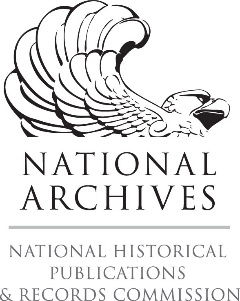 NATIONAL
ARCHIVES
NATIONAL HISTORICAL
PUBLICATIONS
& RECORDS COMMISSION